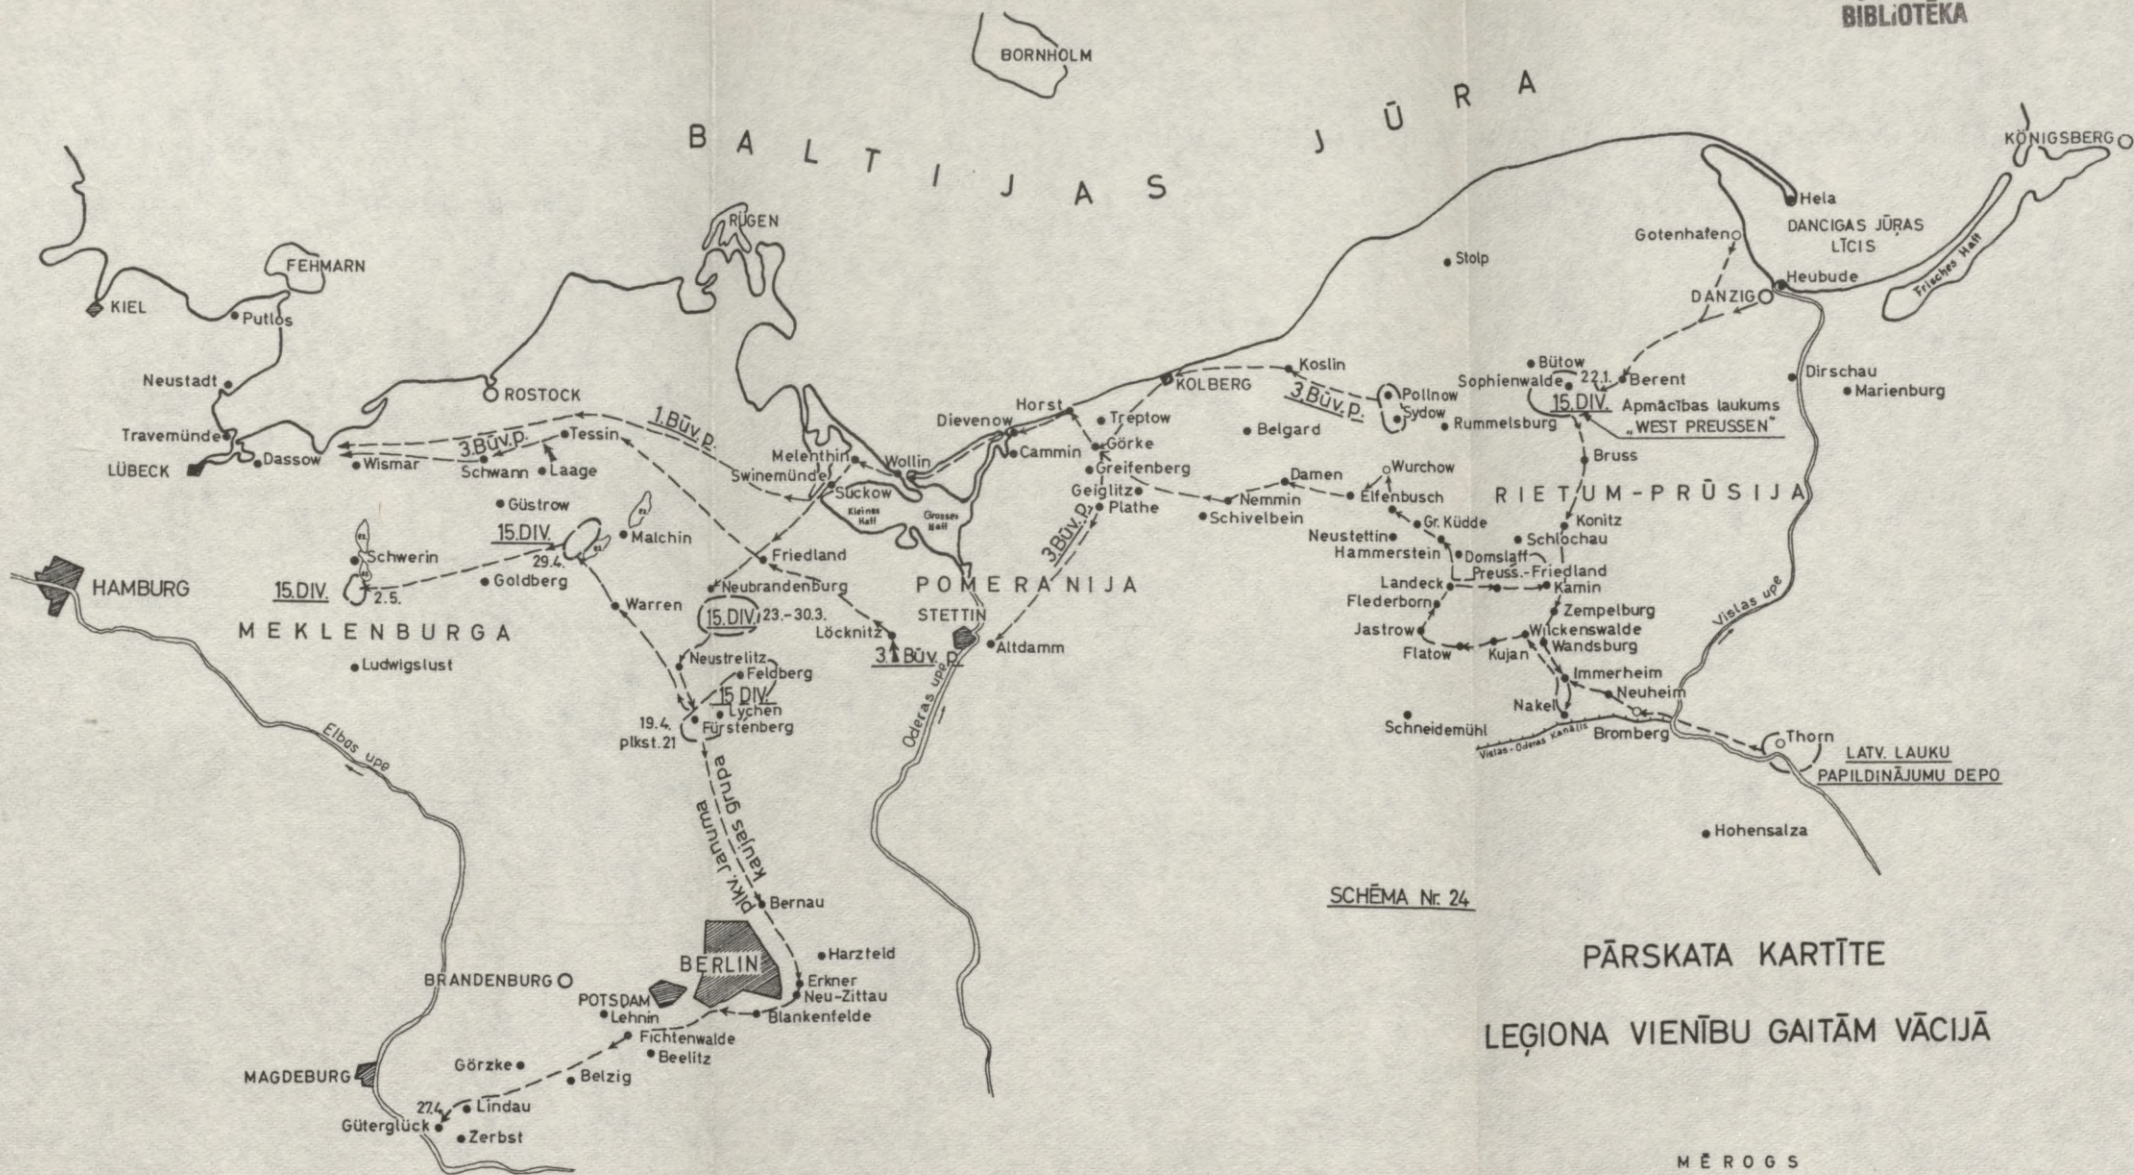 BIBLIOTĒKA
BORNHOLM
BALTIJAS JŪRA
KÖNIGSBERG
RÜGEN
Hela
DANCIGAS JŪRAS
LĪCIS
Gotenhafen
Frisches Haff
FEHMARN
Stolp
Heubude
DANZIG
KIEL
Putlos
Neustadt
ROSTOCK
Travemünde
LÜBECK
Dassow
Wismar
3.Būv.p.
Schwann
Laage
Tessin
1.Būv.p.
Güstrow
Koslin
KOLBERG
3.Būv.p.
Pollnow
Sydow
Rummelsburg
Belgard
Bütow
Sophienwalde
22.1.
Berent
15.DIV.
Apmācības laukums
„WEST PREUSSEN"
Dirschau
Marienburg
Horst
Dievenow
Treptow
Cammin
Görke
Greifenberg
Geiglitz
Plathe
3.Būv.p.
Melenthin
Wollin
Swinemünde
Suckow
Kleines
Haff
Grosses
Haff
Damen
Wurchow
Elfenbusch
Nemmin
Schivelbein
Bruss
RIETUM-PRŪSIJA
Konitz
Gr. Küdde
Neustettin
Hammerstein
Schlochau
Domslaff
Preuss.-Friedland
Landeck
Kamin
Flederborn
Zempelburg
Jastrow
Wilckenswalde
Wandsburg
Flatow
Kujan
Immerheim
Neuheim
Nakel
Schneidemühl
Vislas-Oderas Kanālis
Bromberg
Thorn
Vislas upe
LATV. LAUKU
PAPILDINĀJUMU DEPO
Hohensalza
HAMBURG
Schwerin
15.DIV.
2.5.
Goldberg
15.DIV.
29.4.
Malchin
MEKLENBURGA
Ludwigslust
Warren
Friedland
Neubrandenburg
15.DIV.
23.-30.3.
Löcknitz
3. Būv. p.
POMERANIJA
STETTIN
Altdamm
Neustrelitz
Feldberg
15 DIV.
Lychen
Fürstenberg
19.4.
plkst.21
Elbas upe
Oderas upe
plkv. Januma
kaujas grupa
Bernau
BERLIN
Harzfeld
Erkner
Neu-Zittau
Blankenfelde
BRANDENBURG
POTSDAM
Lehnin
Fichtenwalde
Beelitz
Görzke
Belzig
MAGDEBURG
27.4.
Lindau
Güterglück
Zerbst
SCHĒMA Nr. 24
PĀRSKATA KARTĪTE
LEĢIONA VIENĪBU GAITĀM VĀCIJĀ
MĒROGS